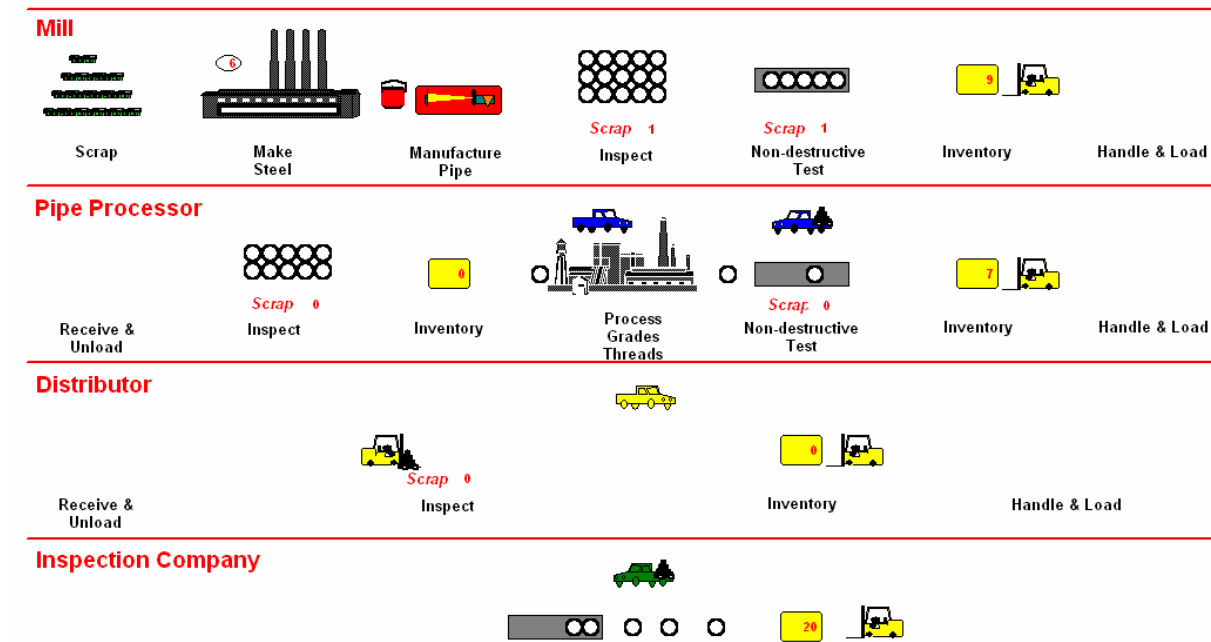 Mill
6
9
Scrap 1
Scrap 1
Scrap
Make
Steel
Manufacture
Pipe
Inspect
Non-destructive
Test
Inventory
Handle & Load
Pipe Processor
0
7
Scrap 0
Scrap 0
Receive &
Unload
Inspect
Inventory
Process
Grades
Threads
Non-destructive
Test
Inventory
Handle & Load
Distributor
0
Scrap 0
Receive &
Unload
Inspect
Inventory
Handle & Load
Inspection Company
20